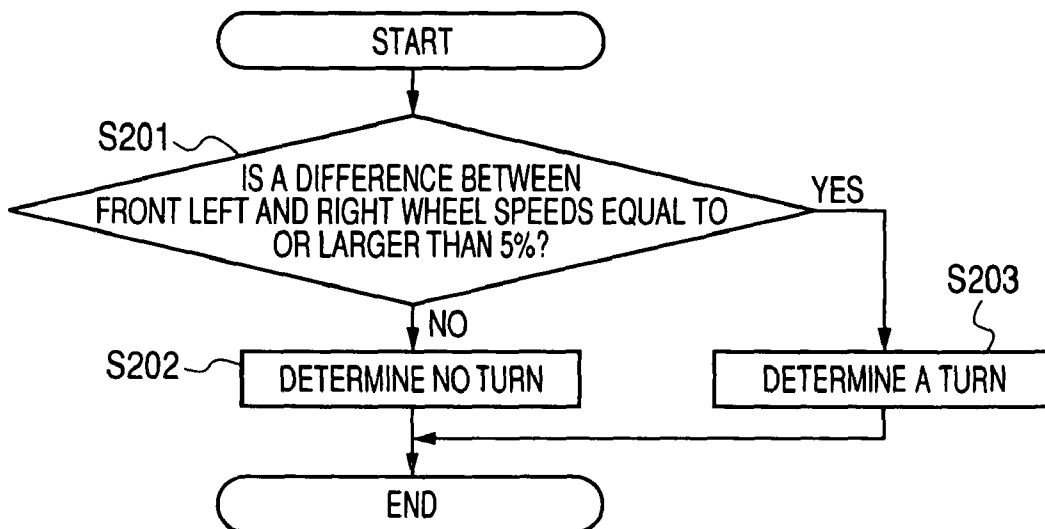 START
S201
IS A DIFFERENCE BETWEEN
FRONT LEFT AND RIGHT WHEEL SPEEDS EQUAL TO
OR LARGER THAN 5%?
YES
NO
S203
S202
DETERMINE NO TURN
DETERMINE A TURN
END